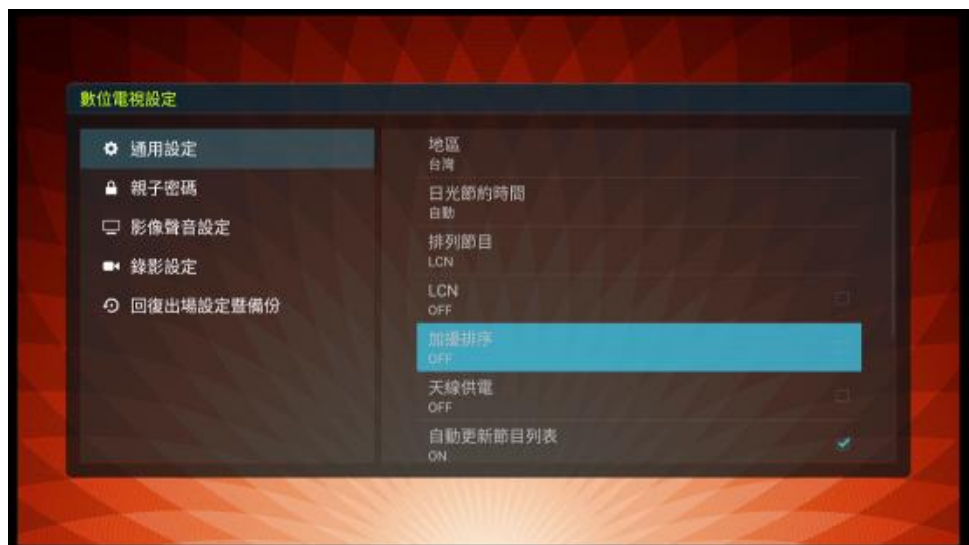 數位電視設定
通用設定
親子密碼
影像聲音設定
錄影設定
回復出場設定暨備份
地區
台灣
日光節約時間
自動
排列節目
LCN
LCN
OFF
加擾排序
OFF
天線供電
OFF
自動更新節目列表
ON